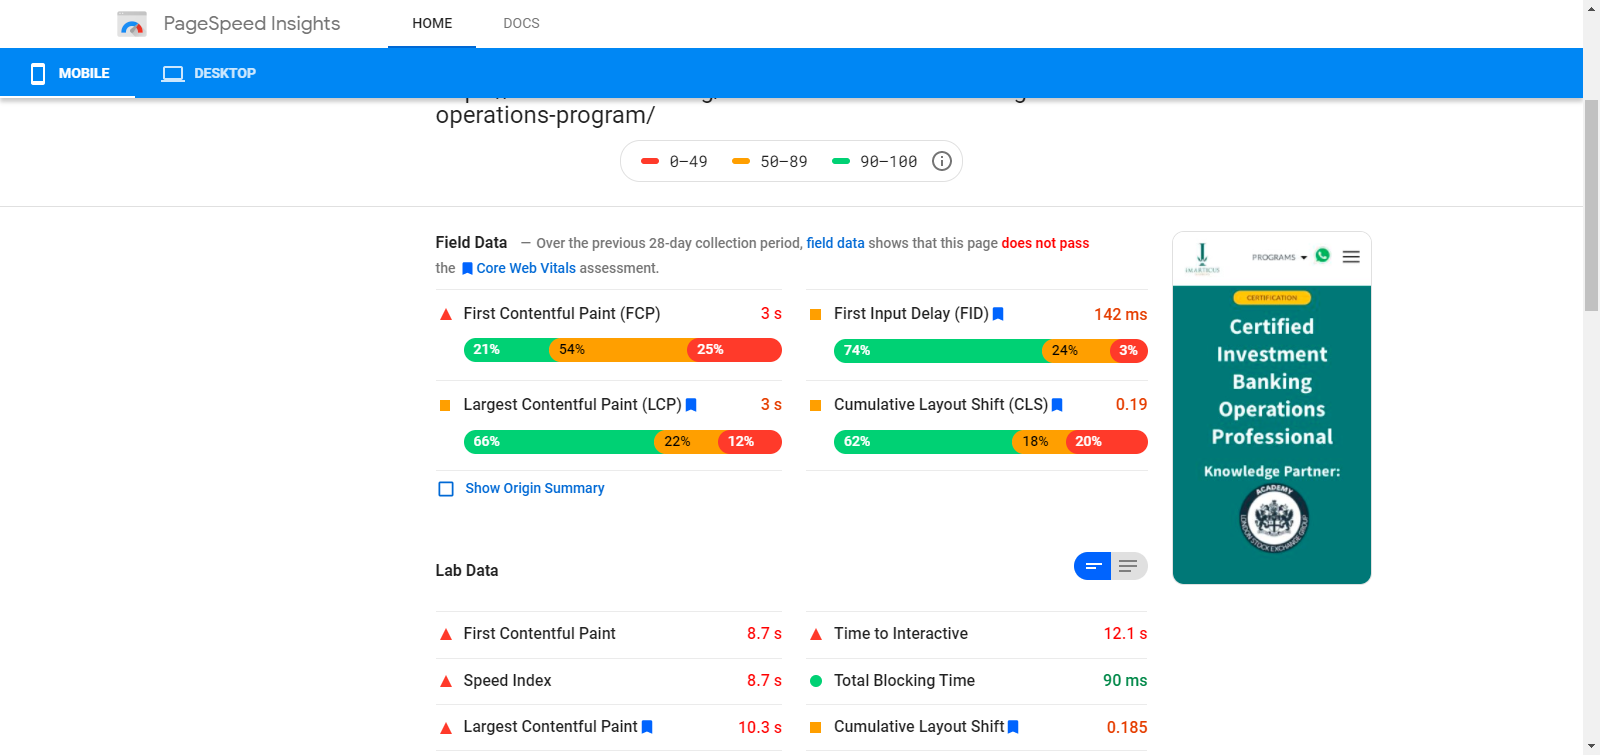 PageSpeed Insights
HOME
DOCS
MOBILE
DESKTOP
operations-program/
0–49
50–89
90–100
Field Data — Over the previous 28-day collection period, field data shows that this page does not pass
the Core Web Vitals assessment.
First Contentful Paint (FCP) 3 s
21% 54% 25%
First Input Delay (FID) 142 ms
74% 24% 3%
Largest Contentful Paint (LCP) 3 s
66% 22% 12%
Cumulative Layout Shift (CLS) 0.19
62% 18% 20%
Show Origin Summary
Lab Data
First Contentful Paint 8.7 s
Time to Interactive 12.1 s
Speed Index 8.7 s
Total Blocking Time 90 ms
Largest Contentful Paint 10.3 s
Cumulative Layout Shift 0.185
PROGRAMS
CERTIFICATION
Certified
Investment
Banking
Operations
Professional
Knowledge Partner:
ACADEMY
LONDON STOCK EXCHANGE GROUP